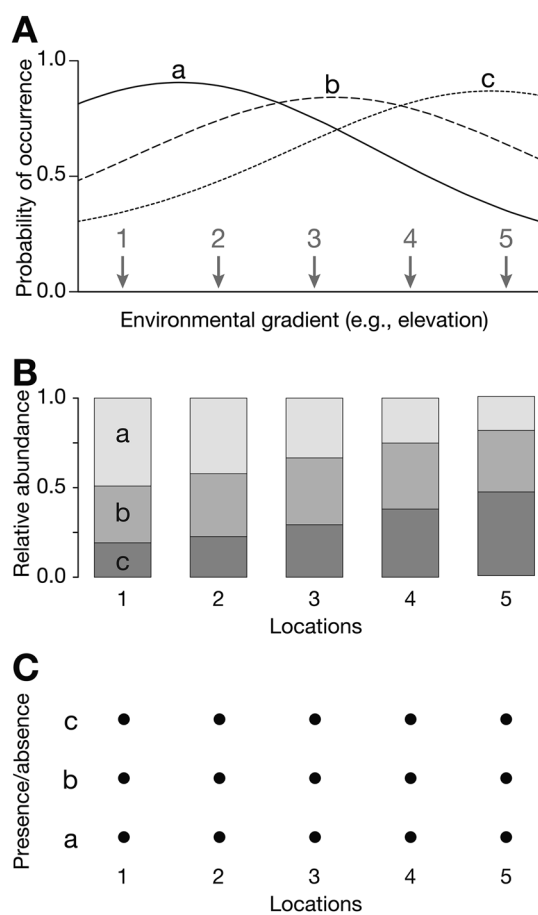 A
Probability of occurrence
1.0
0.5
0.0
a
b
c
1 2 3 4 5
Environmental gradient (e.g., elevation)
B
Relative abundance
1.0
0.5
0.0
a
b
c
1 2 3 4 5
Locations
C
Presence/absence
c
b
a
1 2 3 4 5
Locations